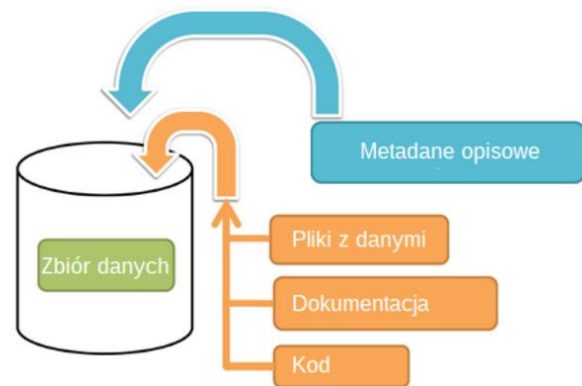 Metadane opisowe
Pliki z danymi
Zbiór danych
Dokumentacja
Kod